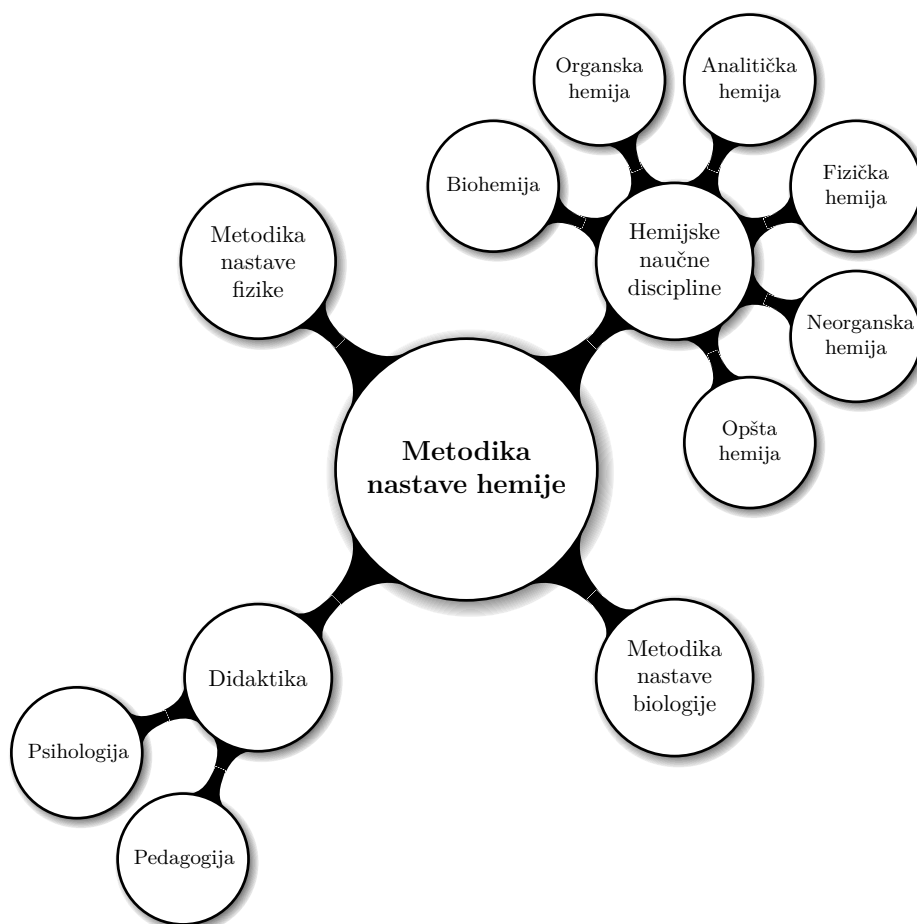 Organska
hemija
Analitička
hemija
Biohemija
Fizička
hemija
Metodika
nastave
fizike
Hemijske
naučne
discipline
Neorganska
hemija
Opšta
hemija
Metodika
nastave hemije
Didaktika
Metodika
nastave
biologije
Psihologija
Pedagogija